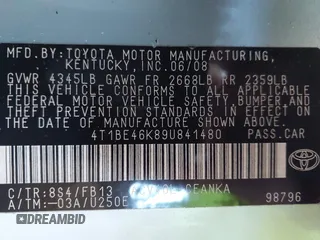 MFD. BY: TOYOTA MOTOR MANUFACTURING,
KENTUCKY, INC. 06/08
GVWR 4345LB GAWR FR 2668LB RR 2359LB
THIS VEHICLE CONFORMS TO ALL APPLICABLE
FEDERAL MOTOR VEHICLE SAFETY, BUMPER, AND
THEFT PREVENTION STANDARDS IN EFFECT ON
THE DATE OF MANUFACTURE SHOWN ABOVE.
4T1BE46K89U841480 PASS.CAR
C/TR: 8S4/FB13
A/TM: -03A/U250E
98796
TOYOTA